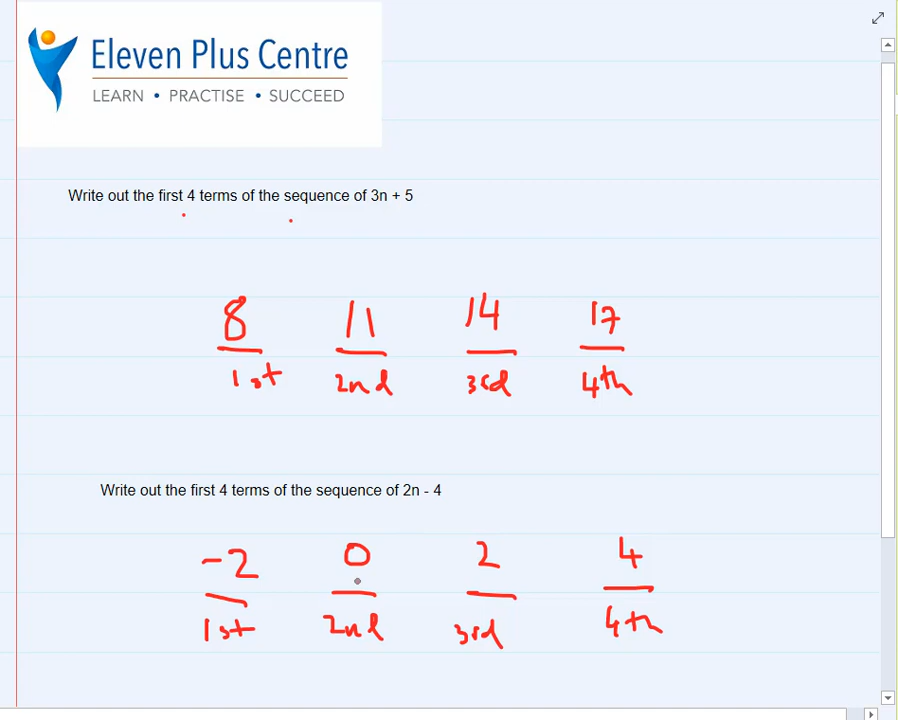 Eleven Plus Centre
LEARN • PRACTISE • SUCCEED
Write out the first 4 terms of the sequence of 3n + 5
8 11 14 17
1st 2nd 3rd 4th
Write out the first 4 terms of the sequence of 2n - 4
-2 0 2 4
1st 2nd 3rd 4th